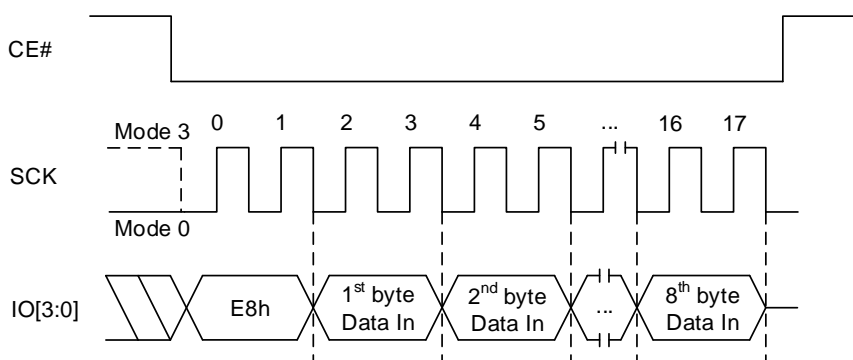 CE#
Mode 3
0 1 2 3 4 5 ... 16 17
SCK
Mode 0
IO[3:0]
E8h
1st byte
Data In
2nd byte
Data In
...
8th byte
Data In